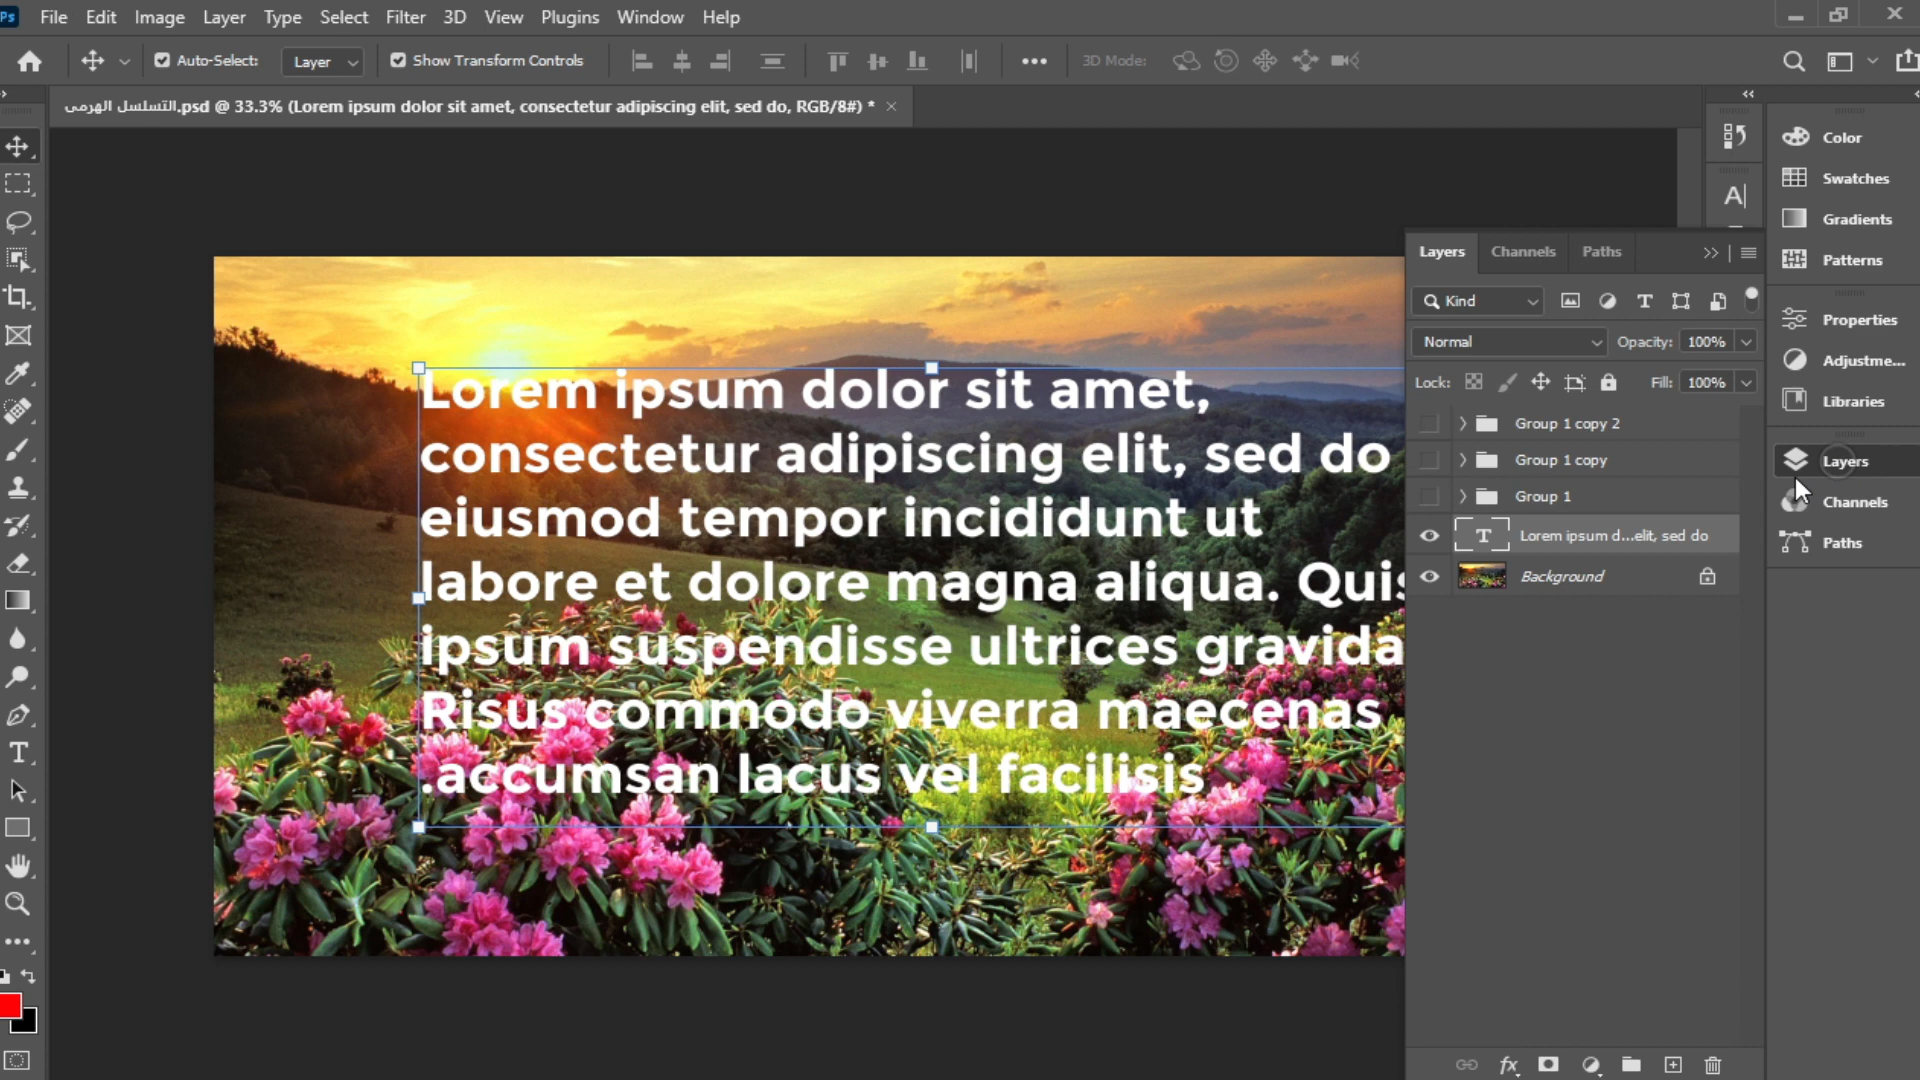 Ps File Edit Image Layer Type Select Filter 3D View Plugins Window Help
Auto-Select: Layer Show Transform Controls 3D Mode:
التسلسل الهرمى.psd @ 33.3% (Lorem ipsum dolor sit amet, consectetur adipiscing elit, sed do, RGB/8#) *
Lorem ipsum dolor sit amet,
consectetur adipiscing elit, sed do
eiusmod tempor incididunt ut
labore et dolore magna aliqua. Quis
ipsum suspendisse ultrices gravida
Risus commodo viverra maecenas
.accumsan lacus vel facilisis
Layers Channels Paths
Kind
Normal Opacity: 100%
Lock: Fill: 100%
Group 1 copy 2
Group 1 copy
Group 1
Lorem ipsum d...elit, sed do
Background
Color
Swatches
Gradients
Patterns
Properties
Adjustme...
Libraries
Layers
Channels
Paths